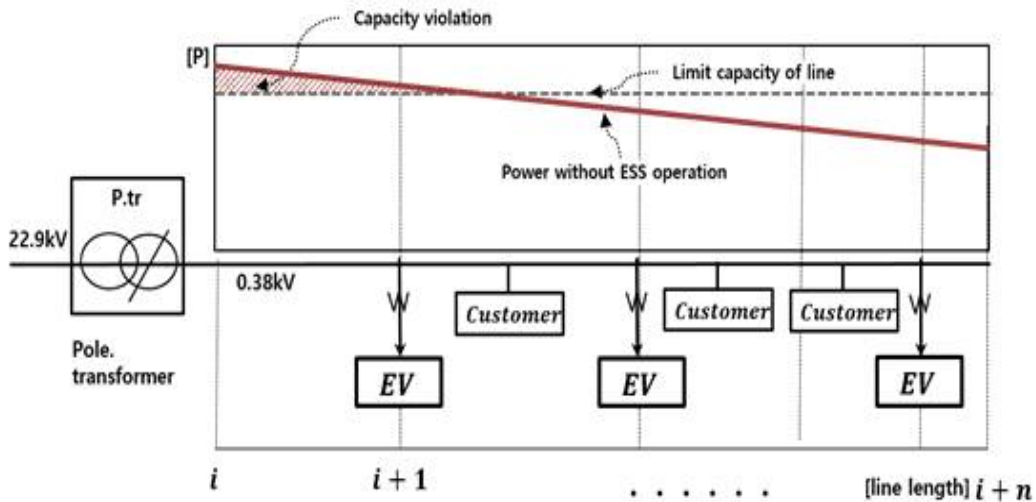 Capacity violation
[P]
Limit capacity of line
Power without ESS operation
P.tr
22.9kV
0.38kV
Customer
Customer
Customer
Pole.
transformer
EV
EV
EV
i
i + 1
. . . . . .
[line length] i + n